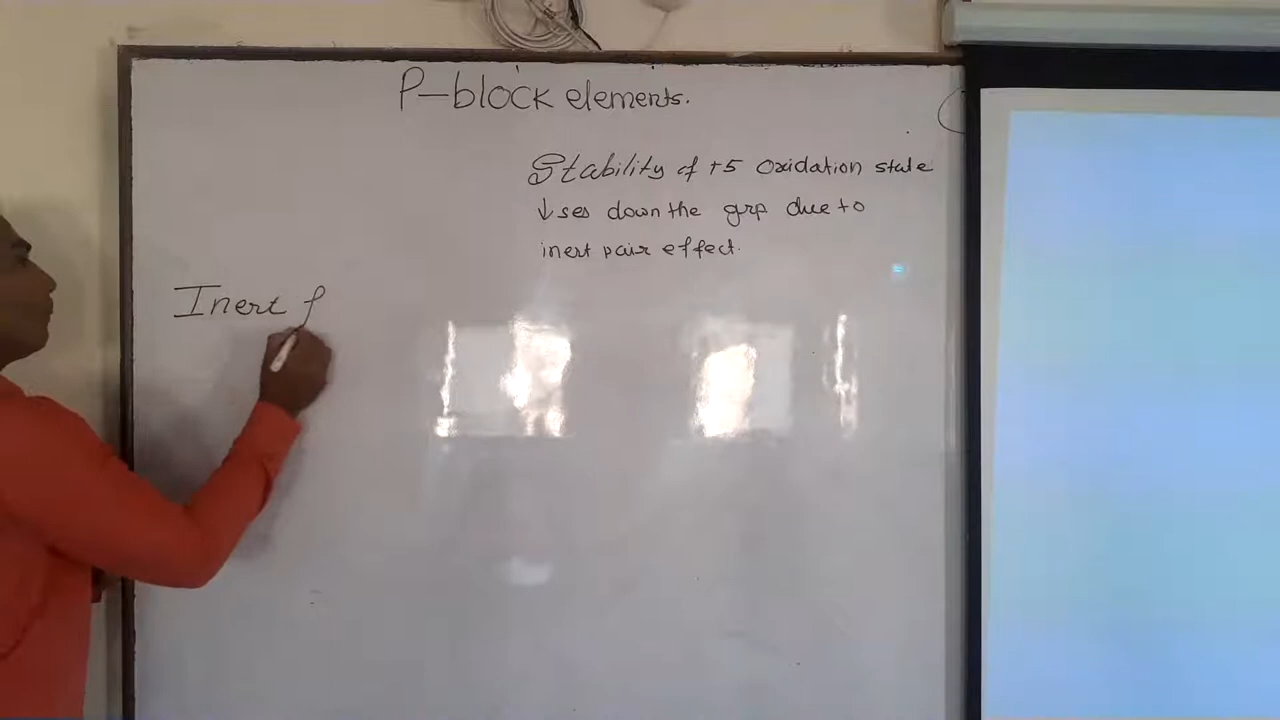 P-block elements.
Stability of +5 Oxidation state
↓ses down the grp due to
inert pair effect.
Inert p